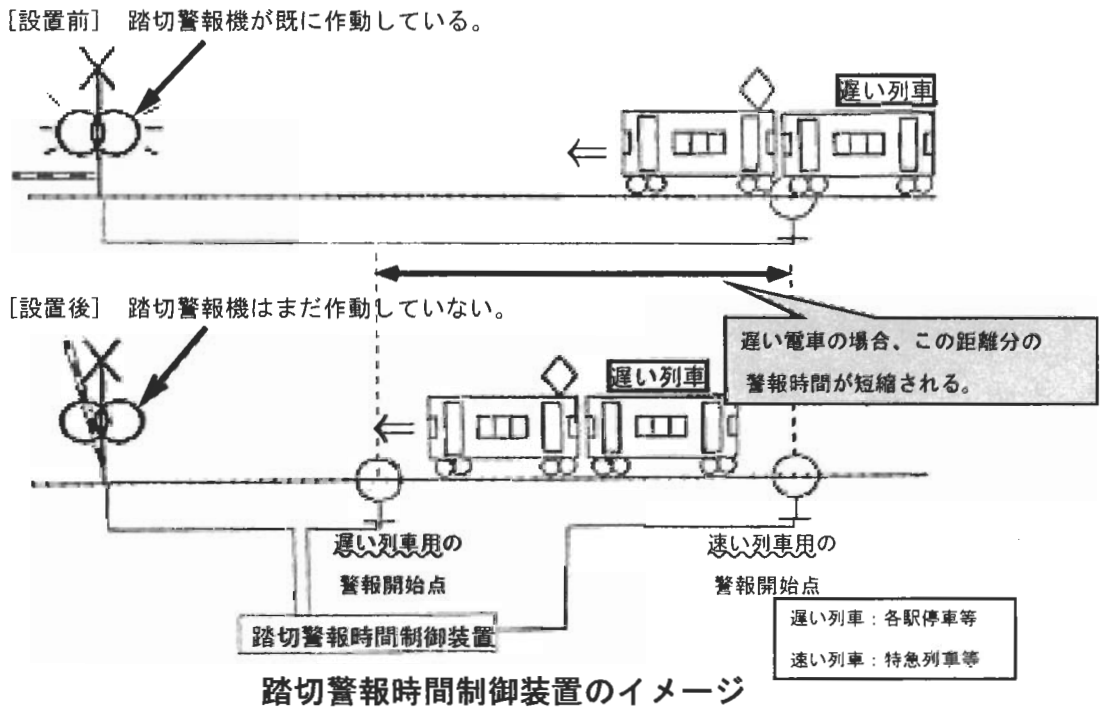 [設置前] 踏切警報機が既に作動している。
遅い列車
[設置後] 踏切警報機はまだ作動していない。
遅い電車の場合、この距離分の
警報時間が短縮される。
遅い列車
遅い列車用の
警報開始点
速い列車用の
警報開始点
踏切警報時間制御装置
遅い列車：各駅停車等
速い列車：特急列車等
踏切警報時間制御装置のイメージ